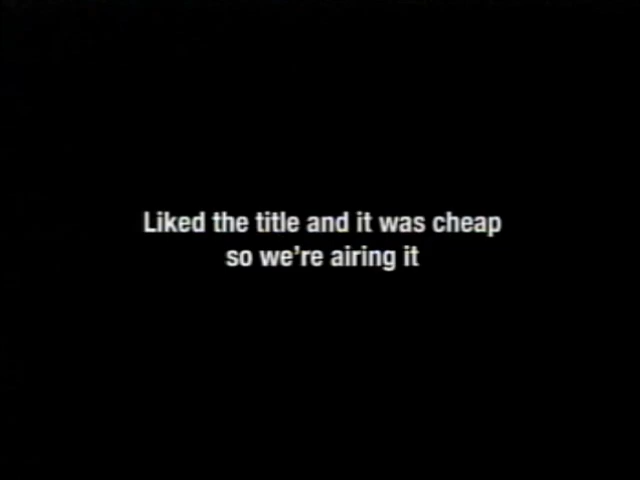 Liked the title and it was cheap
so we're airing it